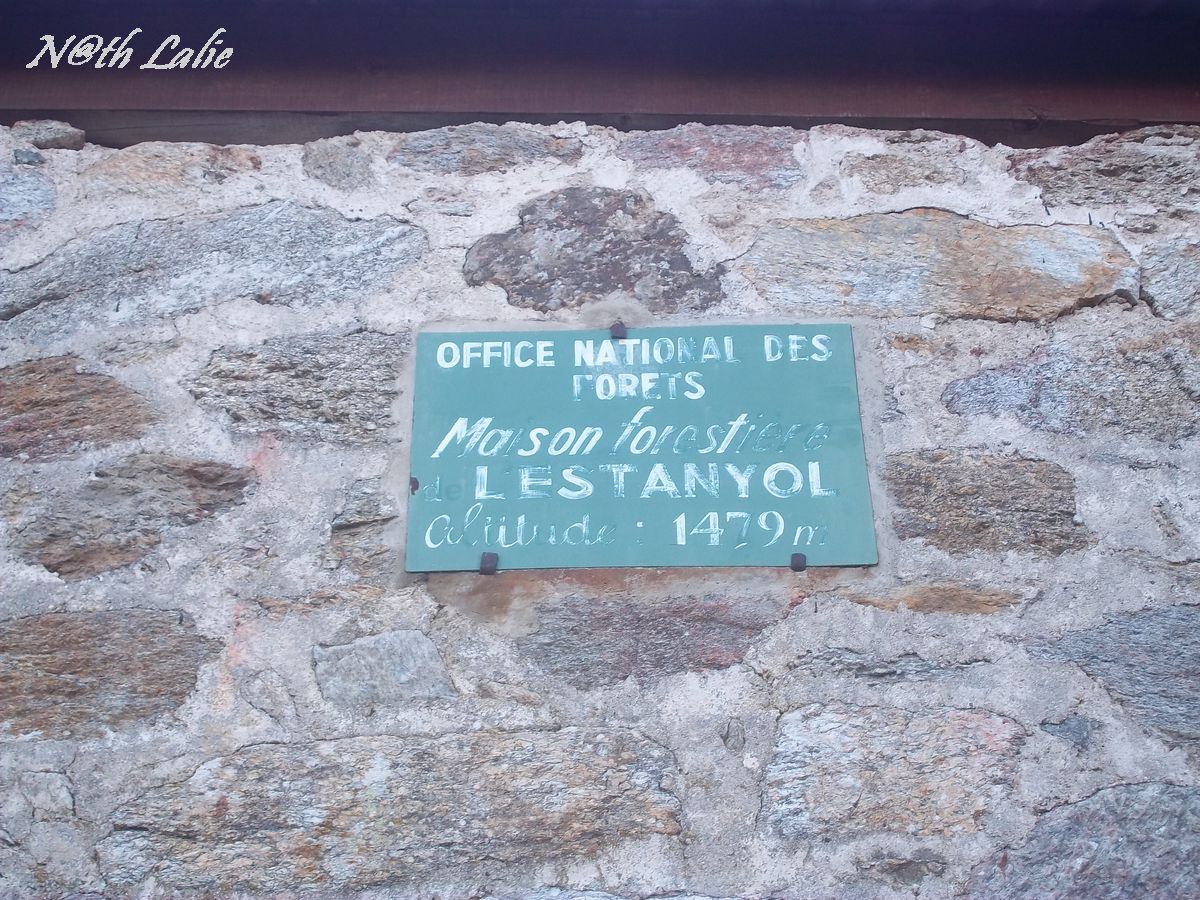 N@th Lalie
OFFICE NATIONAL DES
FORETS
Maison forestière
de L'ESTANYOL
altitude : 1479 m